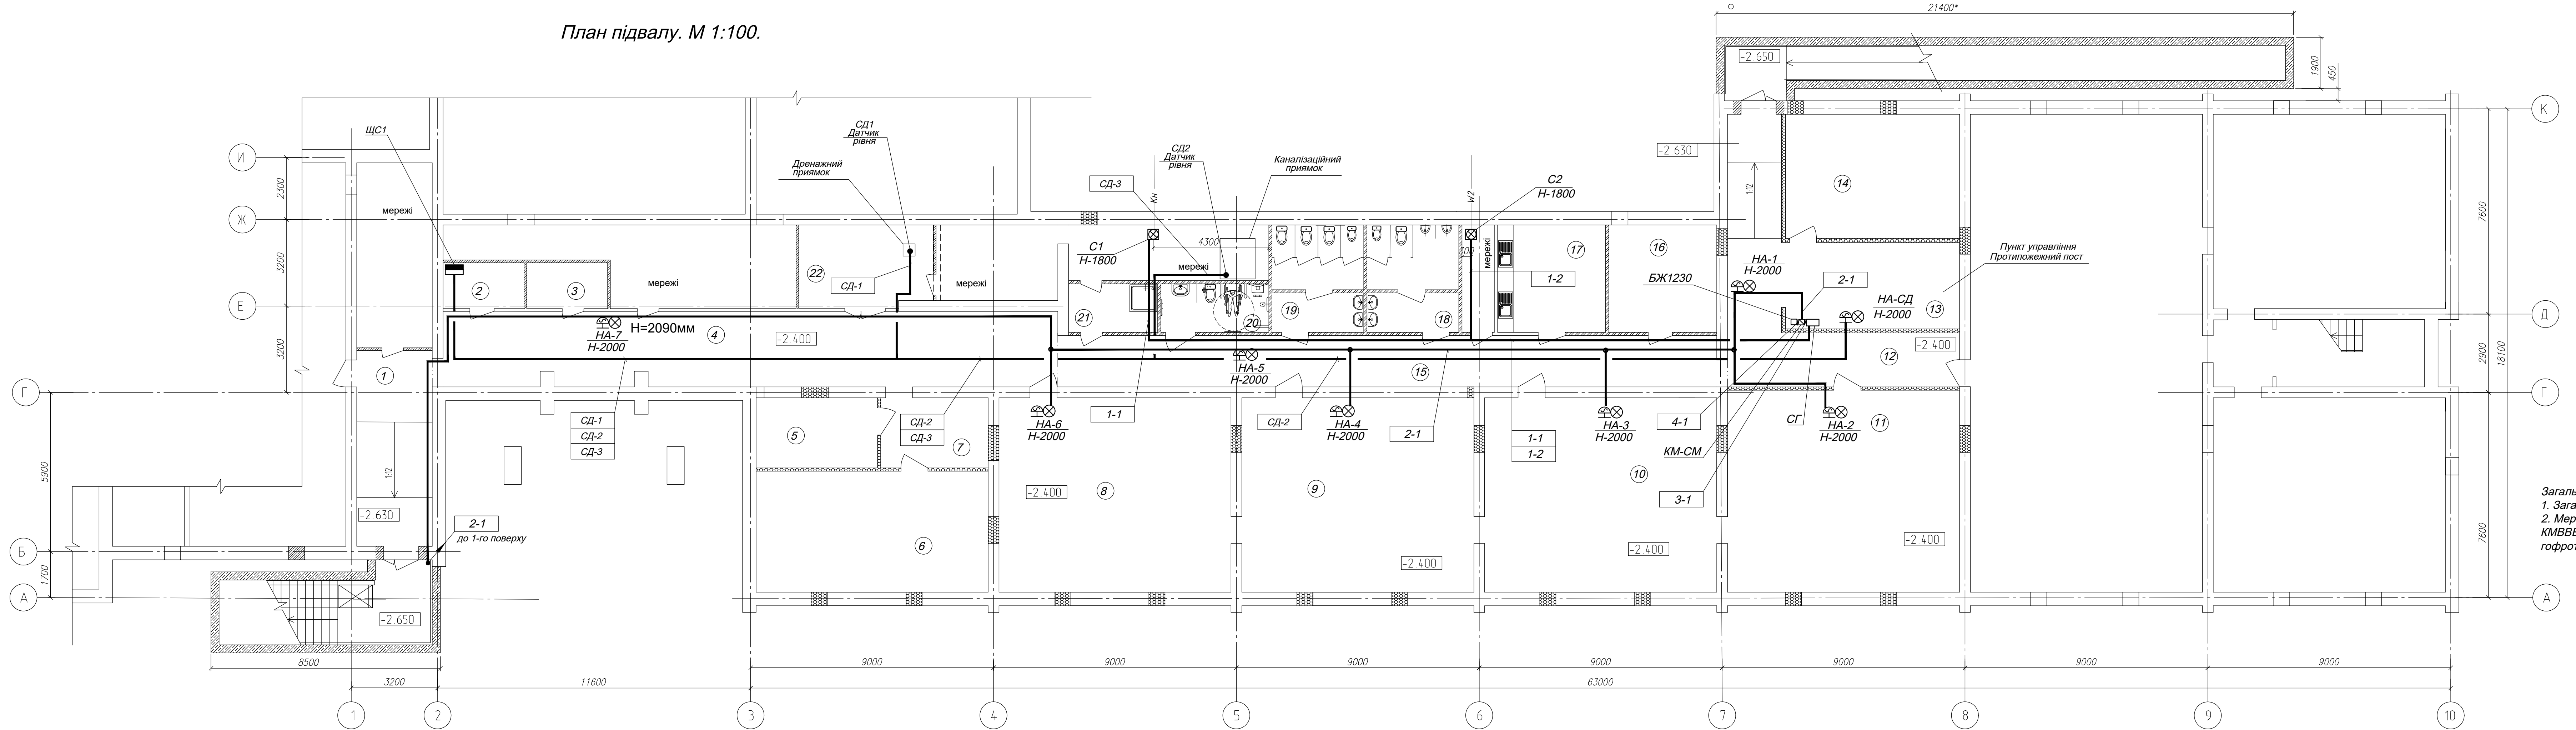 План підвалу. М 1:100.
21400*
1900
450
-2 650
К
ЩС1
СД1
Датчик
рівня
СД2
Датчик
рівня
Дренажний
приямок
Каналізаційний
приямок
СД-3
Кн
W2
С2
Н-1800
-2.630
1:12
14
И
2300
мережі
Ж
3200
7600
22
4300
С1
Н-1800
мережі
мережі
17
16
Пункт управління
Протипожежний пост
НА-1
Н-2000
2-1
БЖ1230
1-2
2
3
мережі
СД-1
мережі
НА-СД
Н-2000
13
Е
21
20
19
18
Д
НА-7
Н-2000
Н=2090мм
4
-2.400
-2 400
12
2900
18100
3200
1
НА-5
Н-2000
15
Г
Г
СД-1
СД-2
СД-3
5
СД-2
СД-3
7
НА-6
Н-2000
1-1
СД-2
НА-4
Н-2000
2-1
1-1
1-2
НА-3
Н-2000
4-1
КМ-СМ
3-1
СГ
НА-2
Н-2000
11
5900
1:12
-2 400
8
9
10
-2 630
2-1
до 1-го поверху
6
-2 400
-2 400
-2 400
7600
1. Зага
2. Мер
Б
1700
А
А
-2.650
8500
9000
9000
9000
9000
9000
9000
9000
3200
11600
63000
1
2
3
4
5
6
7
8
9
10